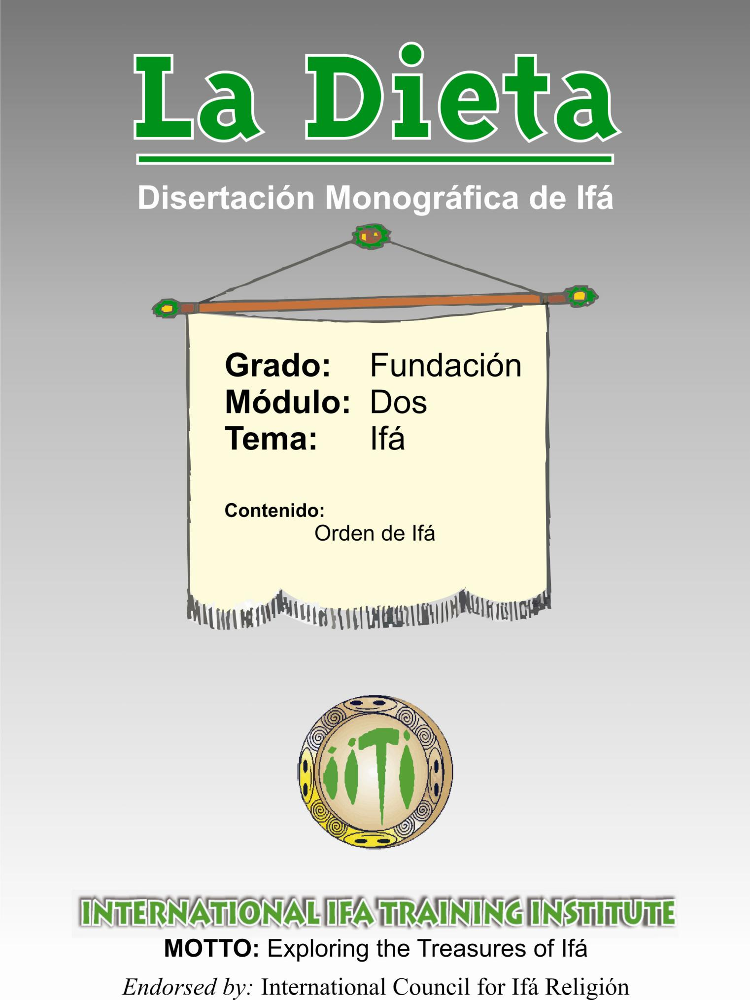 La Dieta
Disertación Monográfica de Ifá
Grado: Fundación
Módulo: Dos
Tema: Ifá
Contenido:
Orden de Ifá
iiTi
INTERNATIONAL IFA TRAINING INSTITUTE
MOTTO: Exploring the Treasures of Ifá
Endorsed by: International Council for Ifá Religión